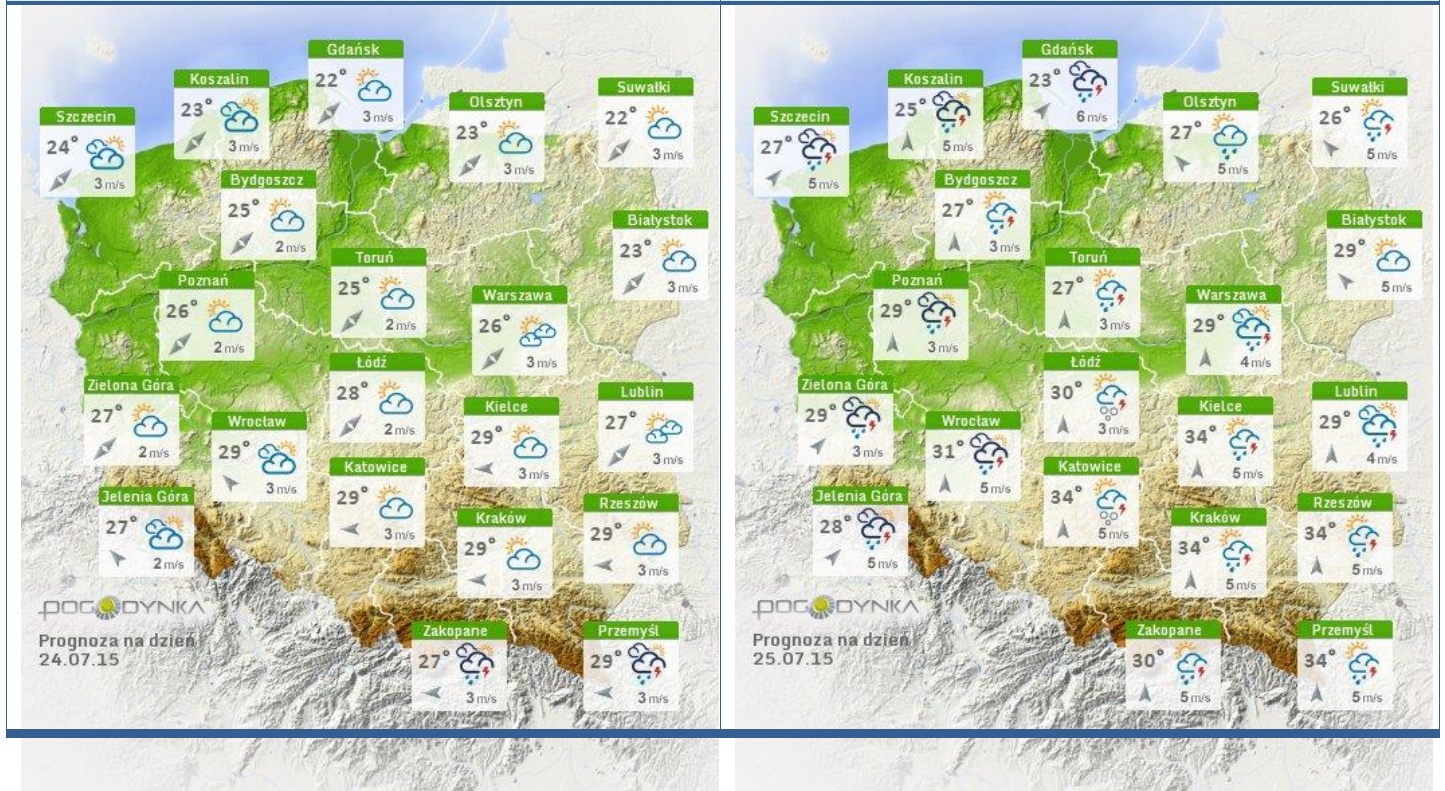 Gdańsk
22°
3 m/s
Koszalin
23°
3 m/s
Suwałki
22°
3 m/s
Olsztyn
23°
3 m/s
Szczecin
24°
3 m/s
Bydgoszcz
25°
2 m/s
Białystok
23°
3 m/s
Toruń
25°
2 m/s
Poznań
26°
2 m/s
Warszawa
26°
3 m/s
Łódź
28°
2 m/s
Zielona Góra
27°
2 m/s
Lublin
27°
3 m/s
Kielce
29°
3 m/s
Wrocław
29°
3 m/s
Katowice
29°
3 m/s
Jelenia Góra
27°
2 m/s
Rzeszów
29°
3 m/s
Kraków
29°
3 m/s
POGODYNKA
Prognoza na dzień
24.07.15
Zakopane
27°
3 m/s
Przemyśl
29°
3 m/s
Gdańsk
23°
6 m/s
Koszalin
25°
5 m/s
Suwałki
26°
5 m/s
Olsztyn
27°
5 m/s
Szczecin
27°
5 m/s
Bydgoszcz
27°
3 m/s
Białystok
29°
5 m/s
Toruń
27°
3 m/s
Poznań
29°
3 m/s
Warszawa
29°
4 m/s
Łódź
30°
3 m/s
Zielona Góra
29°
3 m/s
Lublin
29°
4 m/s
Kielce
34°
5 m/s
Wrocław
31°
5 m/s
Katowice
34°
5 m/s
Jelenia Góra
28°
5 m/s
Rzeszów
34°
5 m/s
Kraków
34°
5 m/s
POGODYNKA
Prognoza na dzień
25.07.15
Zakopane
30°
5 m/s
Przemyśl
34°
5 m/s